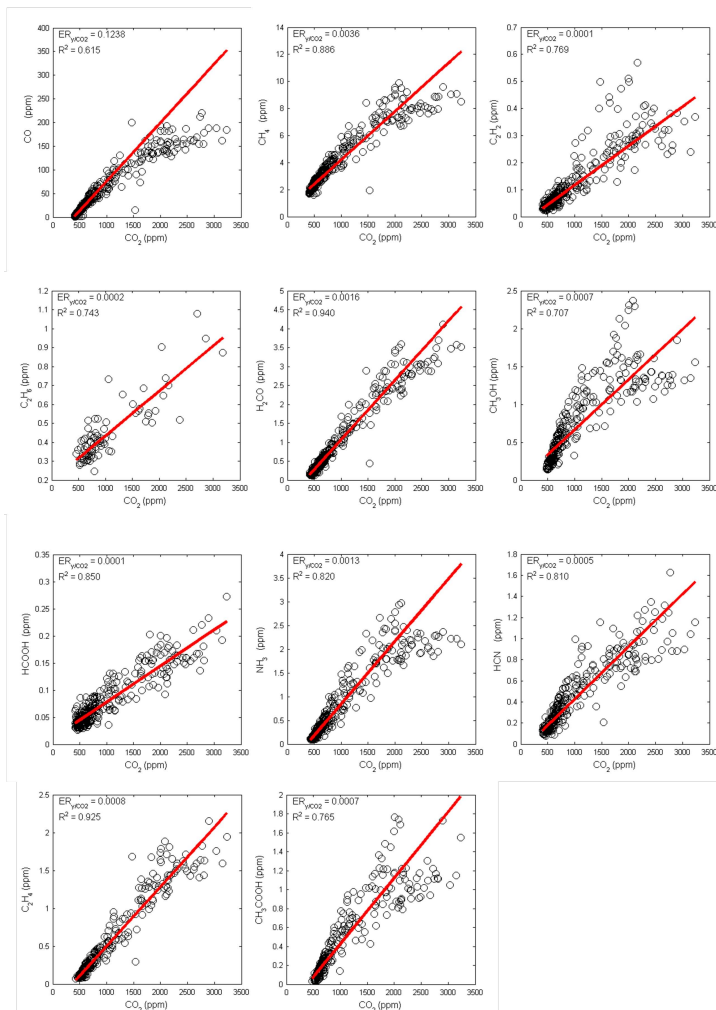 ER_y/CO2 = 0.1238
R² = 0.615
400
350
300
250
200
150
100
50
0
CO (ppm)
0 500 1000 1500 2000 2500 3000 3500
CO₂ (ppm)
ER_y/CO2 = 0.0036
R² = 0.886
14
12
10
8
6
4
2
0
CH₄ (ppm)
0 500 1000 1500 2000 2500 3000 3500
CO₂ (ppm)
ER_y/CO2 = 0.0001
R² = 0.769
0.7
0.6
0.5
0.4
0.3
0.2
0.1
0
C₂H₂ (ppm)
0 500 1000 1500 2000 2500 3000 3500
CO₂ (ppm)
ER_y/CO2 = 0.0002
R² = 0.743
1.2
1.1
1
0.9
0.8
0.7
0.6
0.5
0.4
0.3
0.2
C₂H₆ (ppm)
0 500 1000 1500 2000 2500 3000 3500
CO₂ (ppm)
ER_y/CO2 = 0.0016
R² = 0.940
5
4.5
4
3.5
3
2.5
2
1.5
1
0.5
0
H₂CO (ppm)
0 500 1000 1500 2000 2500 3000 3500
CO₂ (ppm)
ER_y/CO2 = 0.0007
R² = 0.707
2.5
2
1.5
1
0.5
0
CH₃OH (ppm)
0 500 1000 1500 2000 2500 3000 3500
CO₂ (ppm)
ER_y/CO2 = 0.0001
R² = 0.850
0.35
0.3
0.25
0.2
0.15
0.1
0.05
0
HCOOH (ppm)
0 500 1000 1500 2000 2500 3000 3500
CO₂ (ppm)
ER_y/CO2 = 0.0013
R² = 0.820
4
3.5
3
2.5
2
1.5
1
0.5
0
NH₃ (ppm)
0 500 1000 1500 2000 2500 3000 3500
CO₂ (ppm)
ER_y/CO2 = 0.0005
R² = 0.810
1.8
1.6
1.4
1.2
1
0.8
0.6
0.4
0.2
0
HCN (ppm)
0 500 1000 1500 2000 2500 3000 3500
CO₂ (ppm)
ER_y/CO2 = 0.0008
R² = 0.925
2.5
2
1.5
1
0.5
0
C₂H₄ (ppm)
0 500 1000 1500 2000 2500 3000 3500
CO₂ (ppm)
ER_y/CO2 = 0.0007
R² = 0.765
2
1.8
1.6
1.4
1.2
1
0.8
0.6
0.4
0.2
0
CH₃COOH (ppm)
0 500 1000 1500 2000 2500 3000 3500
CO₂ (ppm)